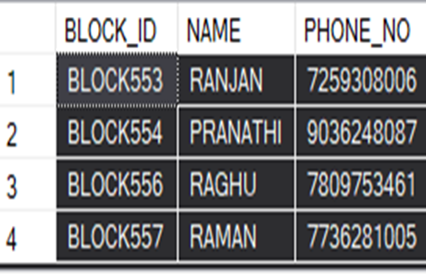 BLOCK_ID NAME PHONE_NO
1 BLOCK553 RANJAN 7259308006
2 BLOCK554 PRANATHI 9036248087
3 BLOCK556 RAGHU 7809753461
4 BLOCK557 RAMAN 7736281005